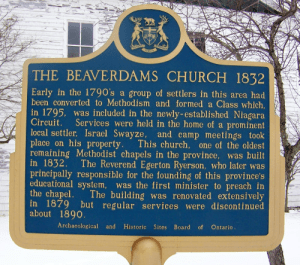 THE BEAVERDAMS CHURCH 1832
Early in the 1790's a group of settlers in this area had
been converted to Methodism and formed a Class which,
in 1795, was included in the newly-established Niagara
Circuit. Services were held in the home of a prominent
local settler, Israel Swayze, and camp meetings took
place on his property. This church, one of the oldest
remaining Methodist chapels in the province, was built
in 1832. The Reverend Egerton Ryerson, who later was
principally responsible for the founding of this province's
educational system, was the first minister to preach in
the chapel. The building was renovated extensively
in 1879 but regular services were discontinued
about 1890.
Archaeological and Historic Sites Board of Ontario.